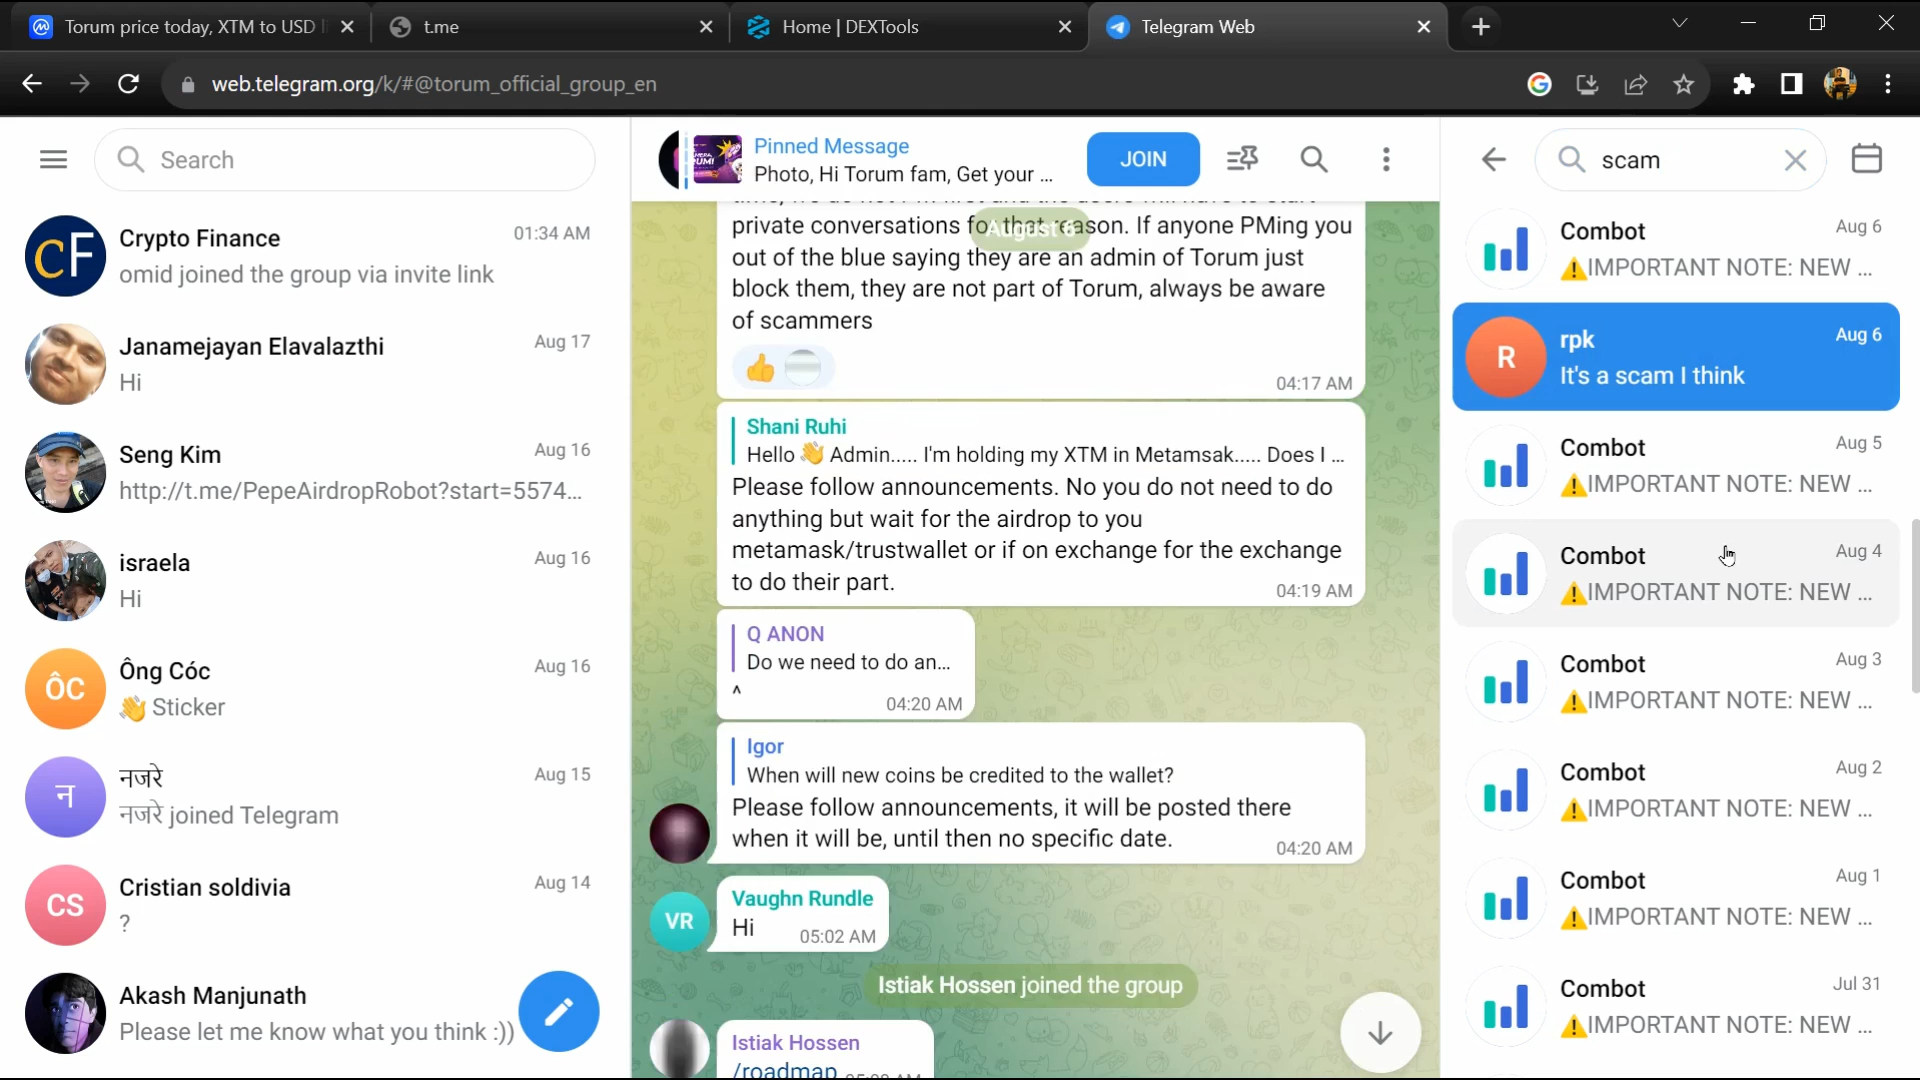 Torum price today, XTM to USD
t.me
Home | DEXTools
Telegram Web
web.telegram.org/k/#@torum_official_group_en
Search
Crypto Finance
01:34 AM
omid joined the group via invite link
Janamejayan Elavalazthi
Aug 17
Hi
Seng Kim
Aug 16
http://t.me/PepeAirdropRobot?start=5574...
israela
Aug 16
Hi
ÔC
Ông Cóc
Aug 16
👋 Sticker
न
नजरे
Aug 15
नजरे joined Telegram
CS
Cristian soldivia
Aug 14
?
Akash Manjunath
Please let me know what you think :))
Pinned Message
Photo, Hi Torum fam, Get your ...
JOIN
August 6
private conversations for that reason. If anyone PMing you
out of the blue saying they are an admin of Torum just
block them, they are not part of Torum, always be aware
of scammers
👍
04:17 AM
Shani Ruhi
Hello 👋 Admin..... I'm holding my XTM in Metamsak..... Does I ...
Please follow announcements. No you do not need to do
anything but wait for the airdrop to you
metamask/trustwallet or if on exchange for the exchange
to do their part.
04:19 AM
Q ANON
Do we need to do an...
^
04:20 AM
Igor
When will new coins be credited to the wallet?
Please follow announcements, it will be posted there
when it will be, until then no specific date.
04:20 AM
VR
Vaughn Rundle
Hi
05:02 AM
Istiak Hossen joined the group
Istiak Hossen
/roadmap
scam
Combot
Aug 6
⚠️IMPORTANT NOTE: NEW ...
R
rpk
Aug 6
It's a scam I think
Combot
Aug 5
⚠️IMPORTANT NOTE: NEW ...
Combot
Aug 4
⚠️IMPORTANT NOTE: NEW ...
Combot
Aug 3
⚠️IMPORTANT NOTE: NEW ...
Combot
Aug 2
⚠️IMPORTANT NOTE: NEW ...
Combot
Aug 1
⚠️IMPORTANT NOTE: NEW ...
Combot
Jul 31
⚠️IMPORTANT NOTE: NEW ...